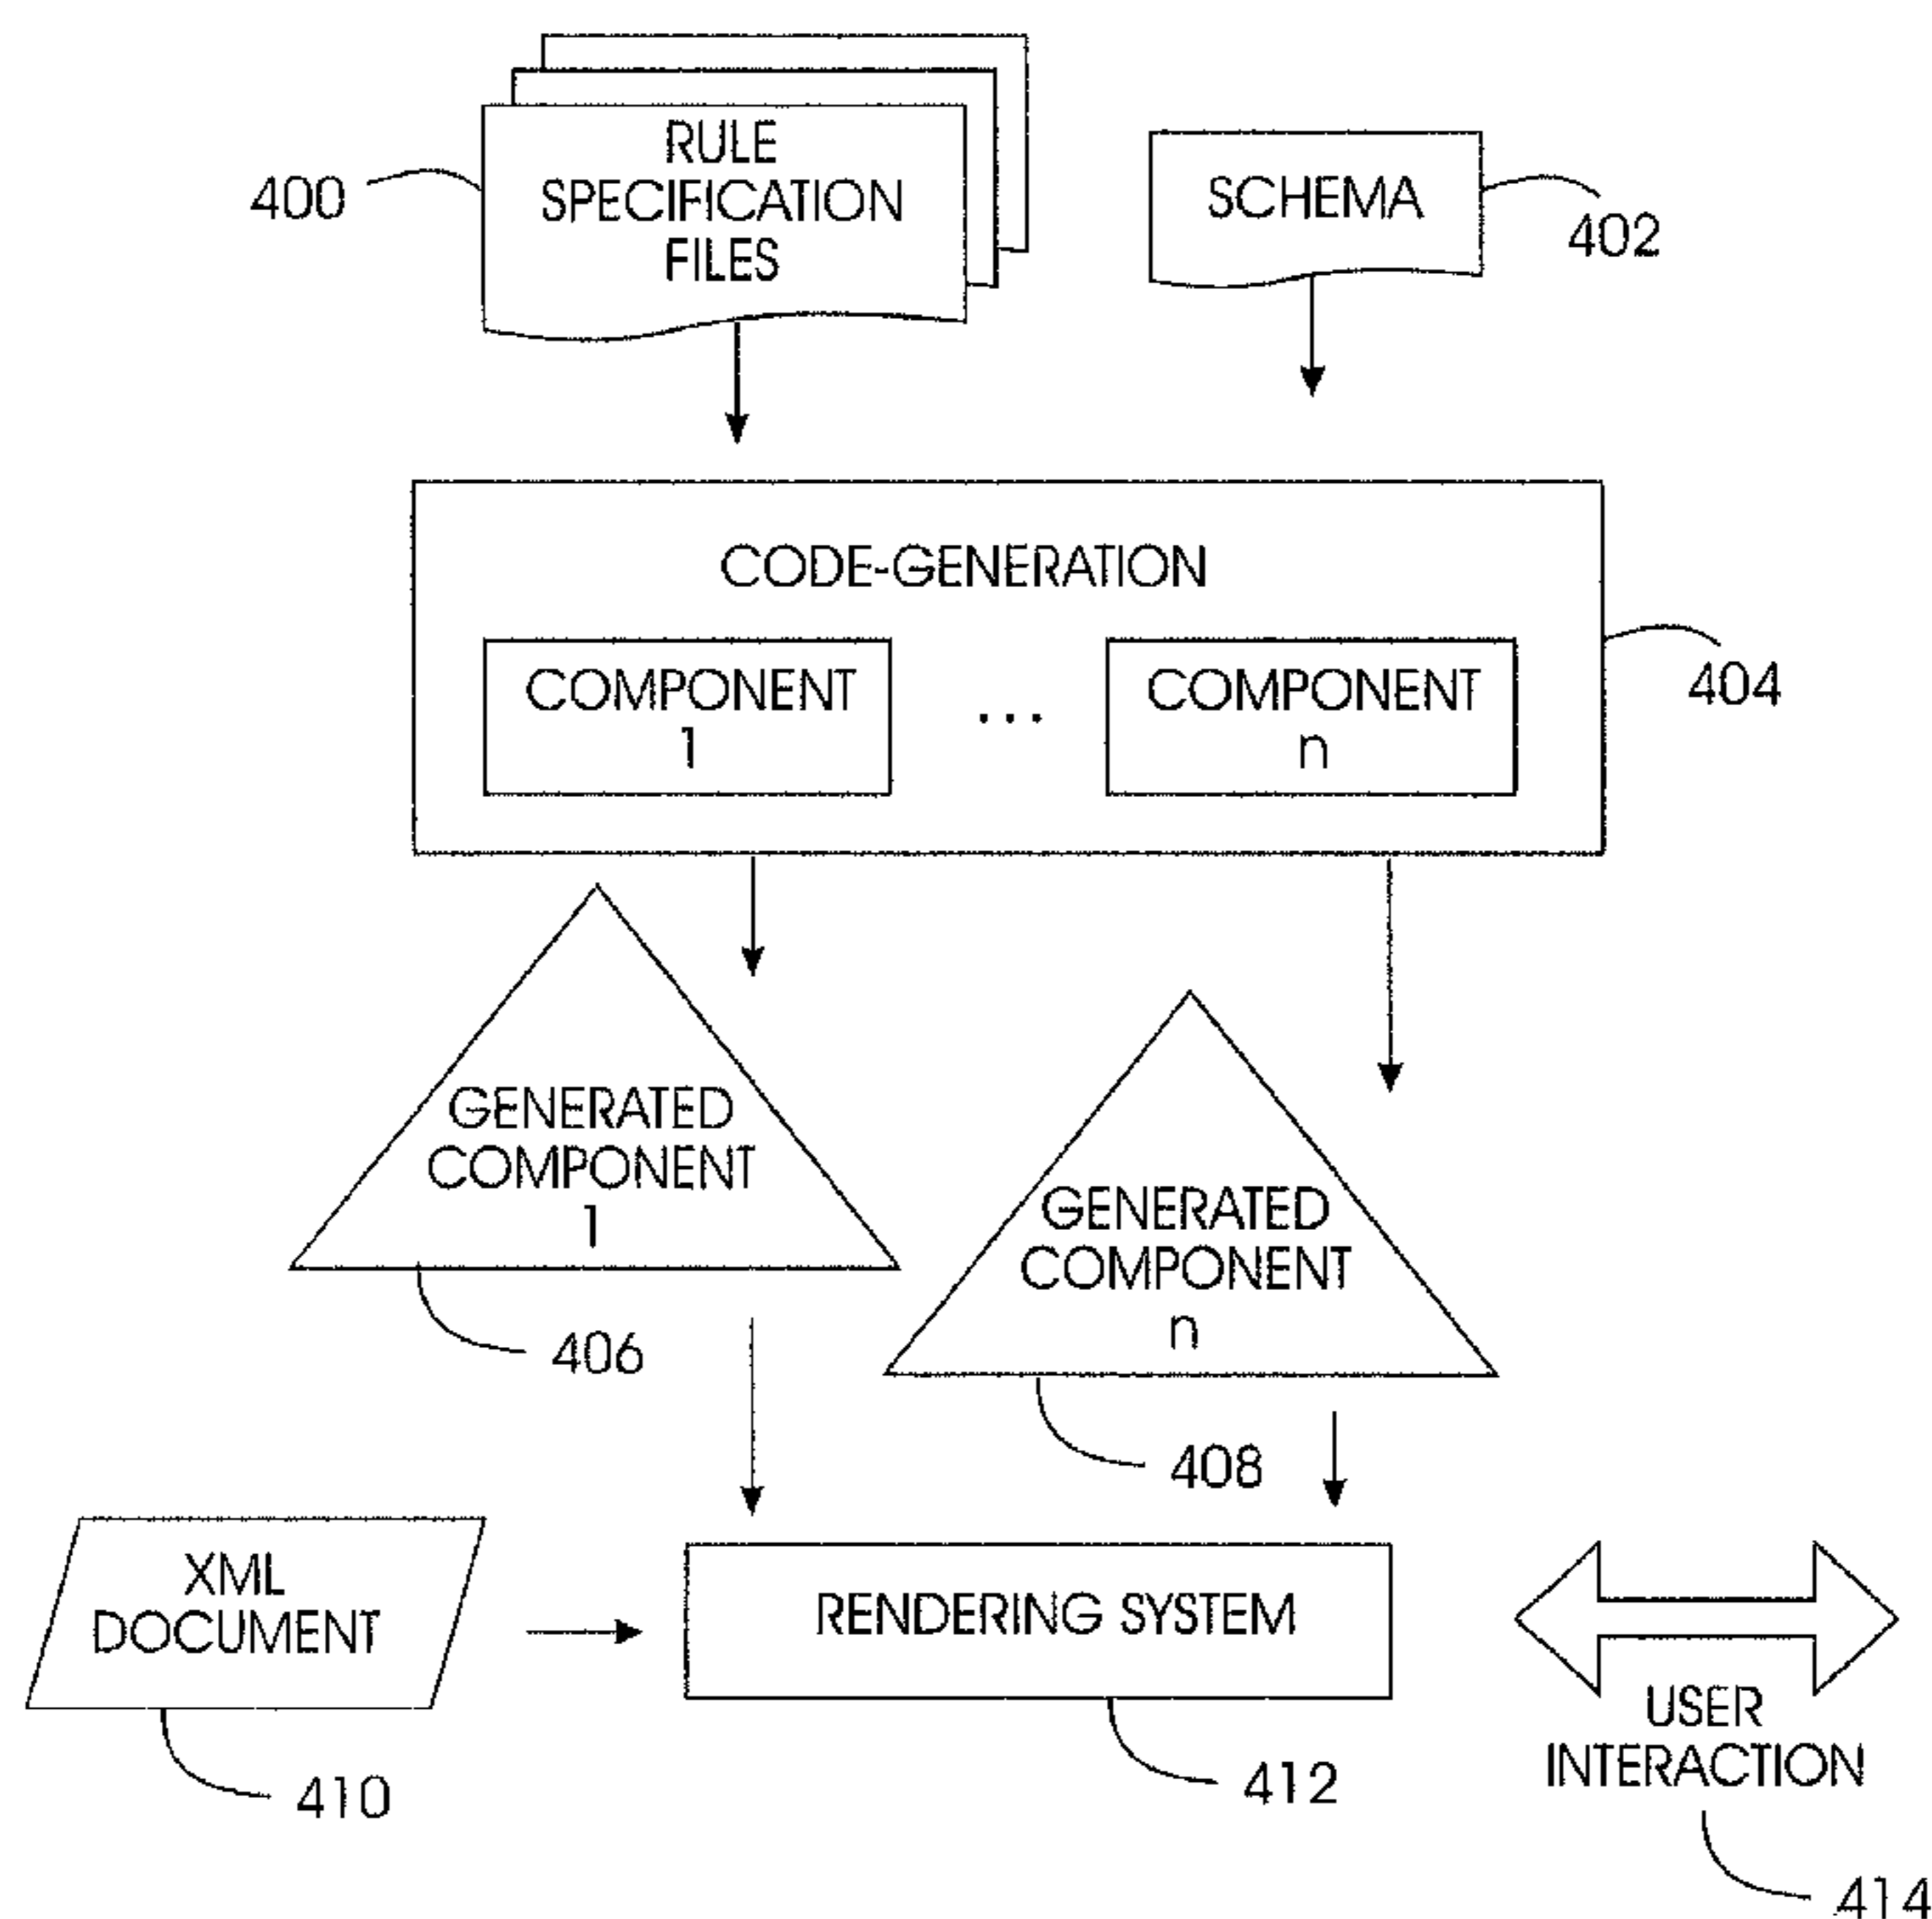 RULE
SPECIFICATION
FILES
400
SCHEMA
402
CODE-GENERATION
COMPONENT
1
...
COMPONENT
n
404
GENERATED
COMPONENT
1
406
GENERATED
COMPONENT
n
408
XML
DOCUMENT
410
RENDERING SYSTEM
412
USER
INTERACTION
414